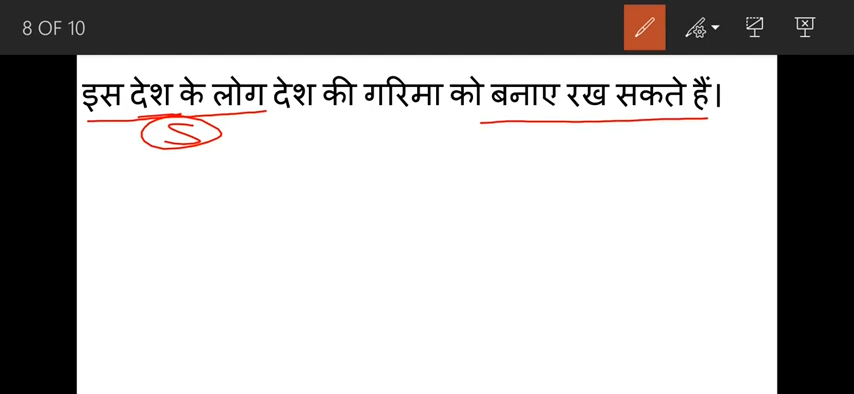 8 OF 10
इस देश के लोग देश की गरिमा को बनाए रख सकते हैं।
S